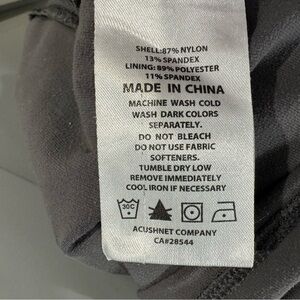 SHELL:87% NYLON
13% SPANDEX
LINING: 89% POLYESTER
11% SPANDEX
MADE IN CHINA
MACHINE WASH COLD
WASH DARK COLORS
SEPARATELY.
DO NOT BLEACH
DO NOT USE FABRIC
SOFTENERS.
TUMBLE DRY LOW
REMOVE IMMEDIATELY
COOL IRON IF NECESSARY
30C
ACUSHNET COMPANY
CA#28544